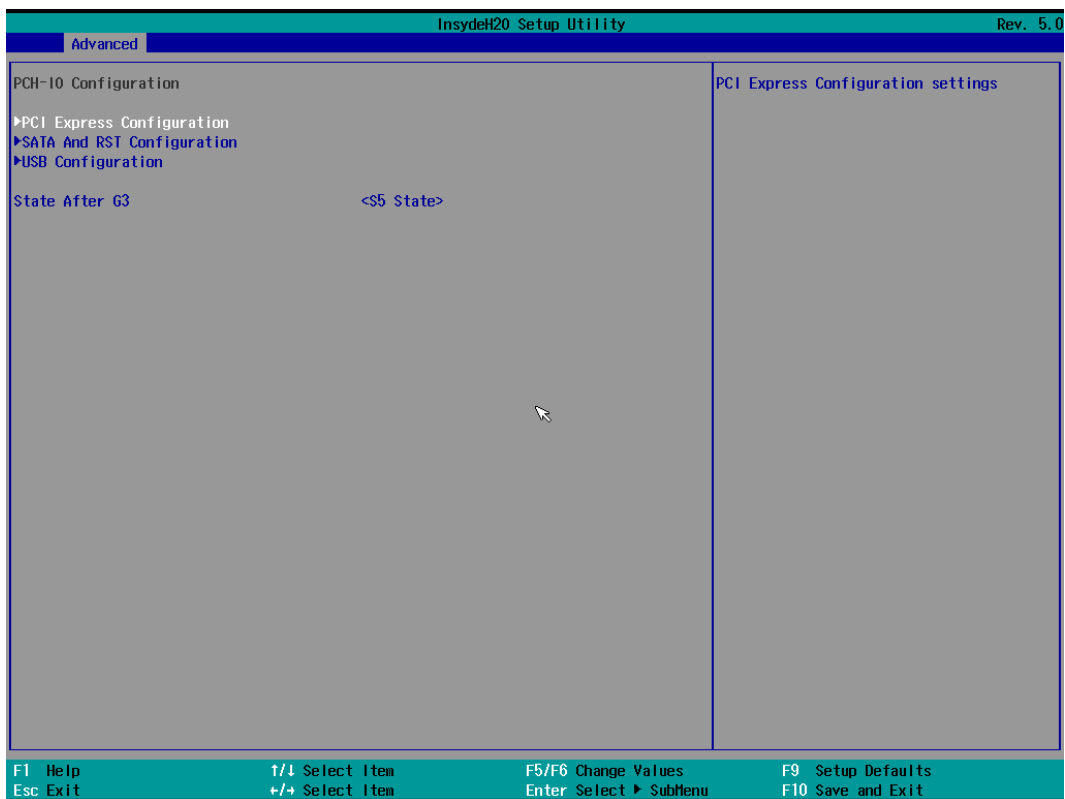 InsydeH20 Setup Utility Rev. 5.0
Advanced
PCH-IO Configuration
PCI Express Configuration settings
▶PCI Express Configuration
▶SATA And RST Configuration
▶USB Configuration
State After G3 <S5 State>
F1 Help ↑/↓ Select Item F5/F6 Change Values F9 Setup Defaults
Esc Exit ←/→ Select Item Enter Select ▶ SubMenu F10 Save and Exit